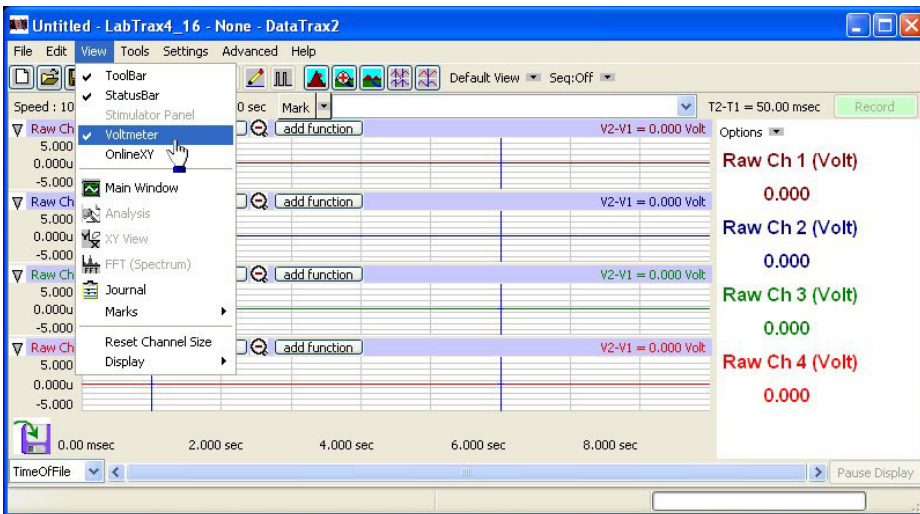 Untitled - LabTrax4_16 - None - DataTrax2
File Edit View Tools Settings Advanced Help
Default View Seq:Off
Speed : 10
0 sec Mark
T2-T1 = 50.00 msec Record
ToolBar
StatusBar
Stimulator Panel
Voltmeter
OnlineXY
Main Window
Analysis
XY View
FFT (Spectrum)
Journal
Marks
Reset Channel Size
Display
Raw Ch
add function V2-V1 = 0.000 Volt
5.000
0.000u
-5.000
Raw Ch
add function V2-V1 = 0.000 Volt
5.000
0.000u
-5.000
Raw Ch
add function V2-V1 = 0.000 Volt
5.000
0.000u
-5.000
Raw Ch
add function V2-V1 = 0.000 Volt
5.000
0.000u
-5.000
Options
Raw Ch 1 (Volt)
0.000
Raw Ch 2 (Volt)
0.000
Raw Ch 3 (Volt)
0.000
Raw Ch 4 (Volt)
0.000
0.00 msec 2.000 sec 4.000 sec 6.000 sec 8.000 sec
TimeOfFile
Pause Display